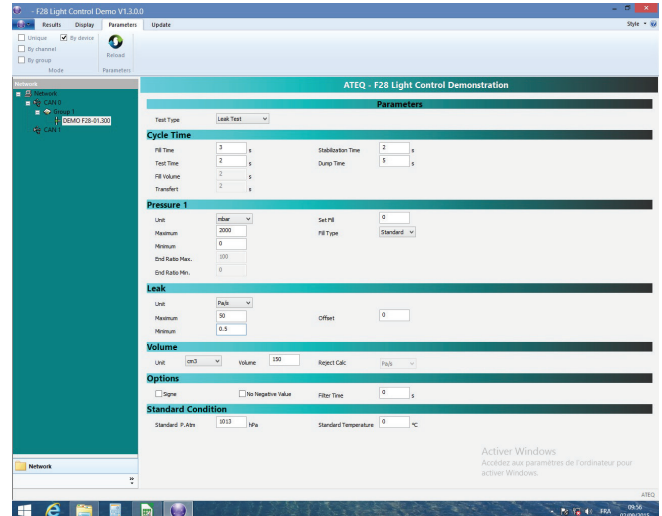 - F28 Light Control Demo V1.3.0.0
Results Display Parameters Update Style
Unique By device
By channel
By group
Reload
Mode Parameters
Network
Network
CAN 0
Group 1
DEMO F28-01.300
CAN 1
ATEQ - F28 Light Control Demonstration
Parameters
Test Type Leak Test
Cycle Time
Fill Time 3 s Stabilization Time 2 s
Test Time 2 s Dump Time 5 s
Fill Volume 2 s
Transfert 2 s
Pressure 1
Unit mbar Set Fill 0
Maximum 2000 Fill Type Standard
Minimum 0
End Ratio Max. 100
End Ratio Min. 0
Leak
Unit Pa/s
Maximum 50 Offset 0
Minimum 0.5
Volume
Unit cm3 Volume 150 Reject Calc Pa/s
Options
Signe No Negative Value Filter Time 0 s
Standard Condition
Standard P.Atm 1013 hPa Standard Temperature 0 °C
Activer Windows
Accédez aux paramètres de l'ordinateur pour
activer Windows.
Network
ATEQ
FRA 09:56
02/09/2015